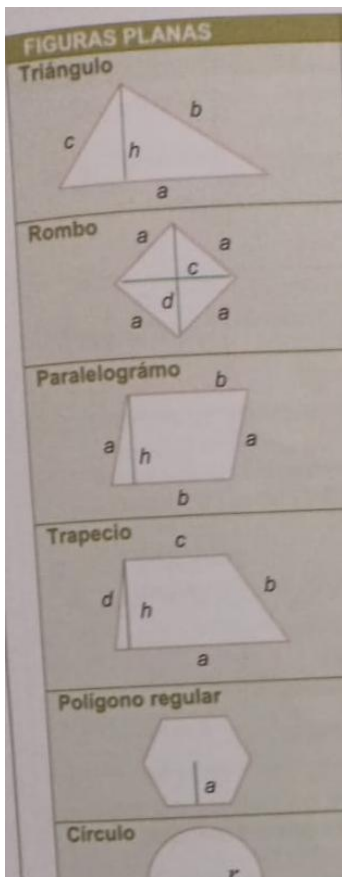 FIGURAS PLANAS
Triángulo
b
c
h
a
Rombo
a
a
c
d
a
a
Paralelográmo
b
a
a
h
b
Trapecio
c
b
d
h
a
Polígono regular
a
Círculo
r